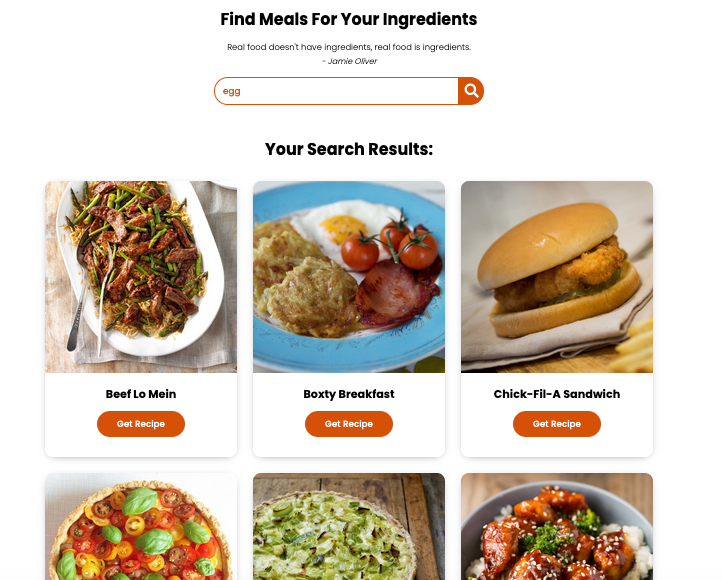 Find Meals For Your Ingredients
Real food doesn't have ingredients, real food is ingredients.
- Jamie Oliver
egg
Your Search Results:
Beef Lo Mein
Boxty Breakfast
Chick-Fil-A Sandwich
Get Recipe
Get Recipe
Get Recipe